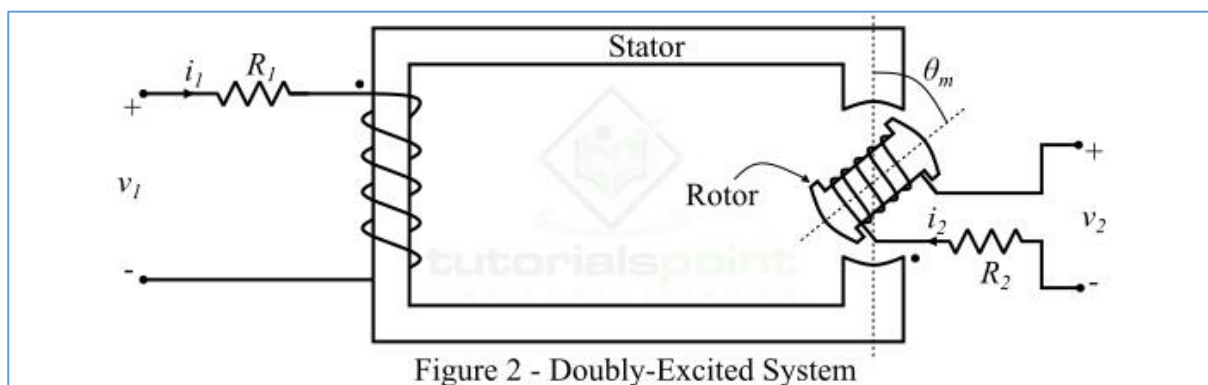 Stator
i₁ R₁
θₘ
+
v₁
-
Rotor
+
i₂
v₂
R₂
-
tutorialspoint
Figure 2 - Doubly-Excited System